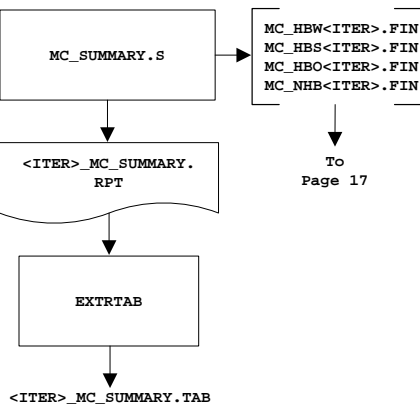 MC_SUMMARY.S
MC_HBW<ITER>.FIN
MC_HBS<ITER>.FIN
MC_HBO<ITER>.FIN
MC_NHB<ITER>.FIN
To
Page 17
<ITER>_MC_SUMMARY.
RPT
EXTRTAB
<ITER>_MC_SUMMARY.TAB